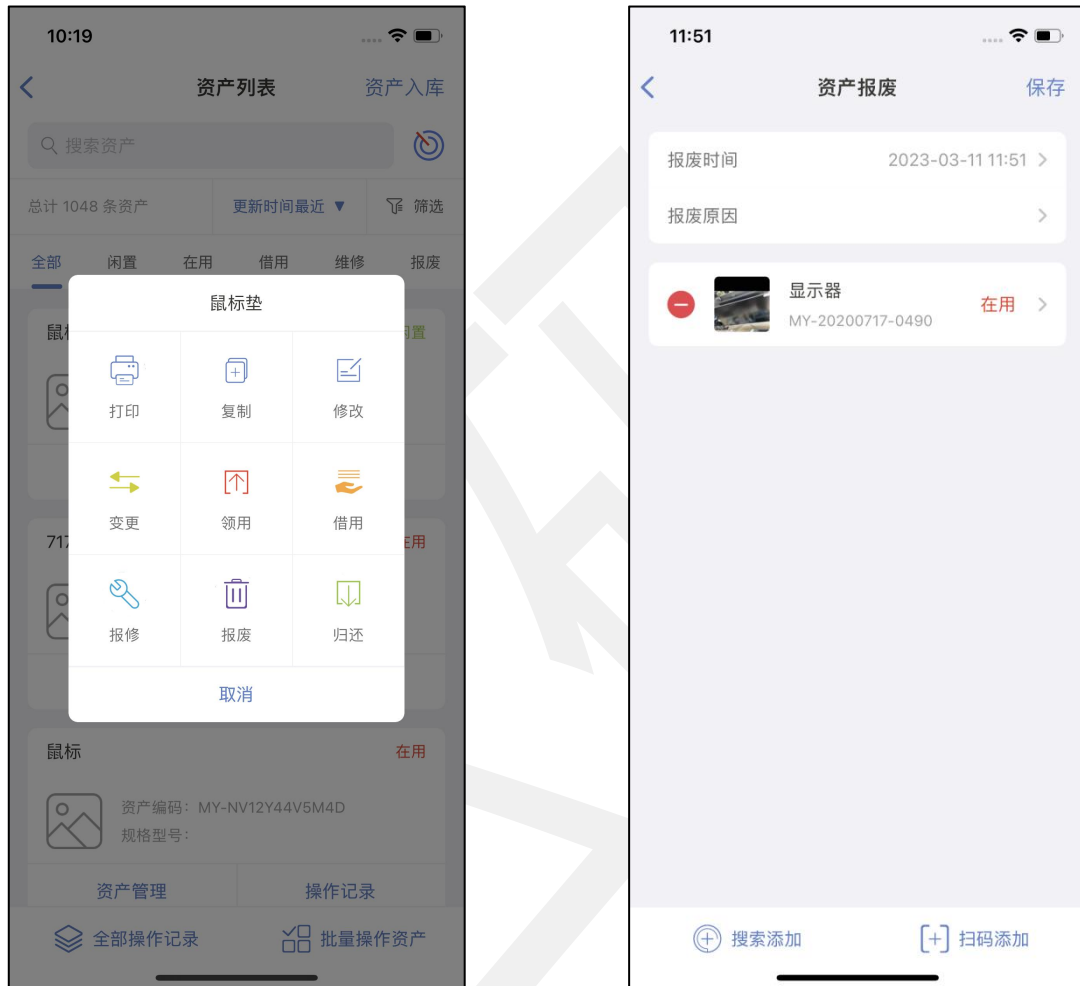 10:19
资产列表
资产入库
搜索资产
总计 1048 条资产
更新时间最近 ▼
筛选
全部
闲置
在用
借用
维修
报废
鼠标垫
打印
复制
修改
变更
领用
借用
报修
报废
归还
取消
717
鼠标
在用
资产编码：MY-NV12Y44V5M4D
规格型号：
资产管理
操作记录
全部操作记录
批量操作资产
11:51
资产报废
保存
报废时间
2023-03-11 11:51
报废原因
显示器
MY-20200717-0490
在用
搜索添加
扫码添加